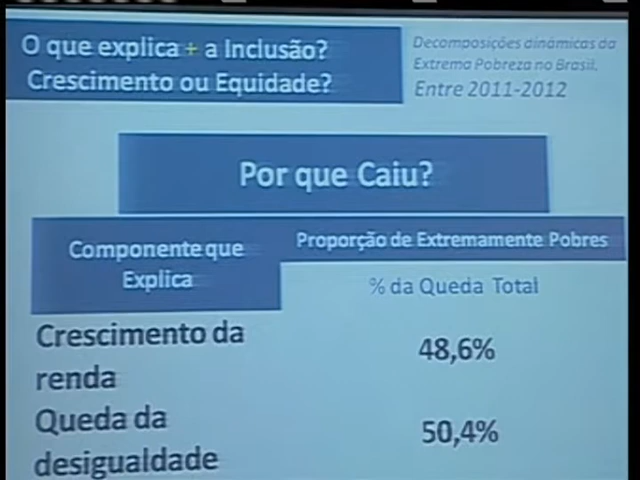 O que explica + a Inclusão?
Crescimento ou Equidade?
Decomposições dinâmicas da
Extrema Pobreza no Brasil.
Entre 2011-2012
Por que Caiu?
Componente que
Explica
Proporção de Extremamente Pobres
% da Queda Total
Crescimento da
renda
48,6%
Queda da
desigualdade
50,4%